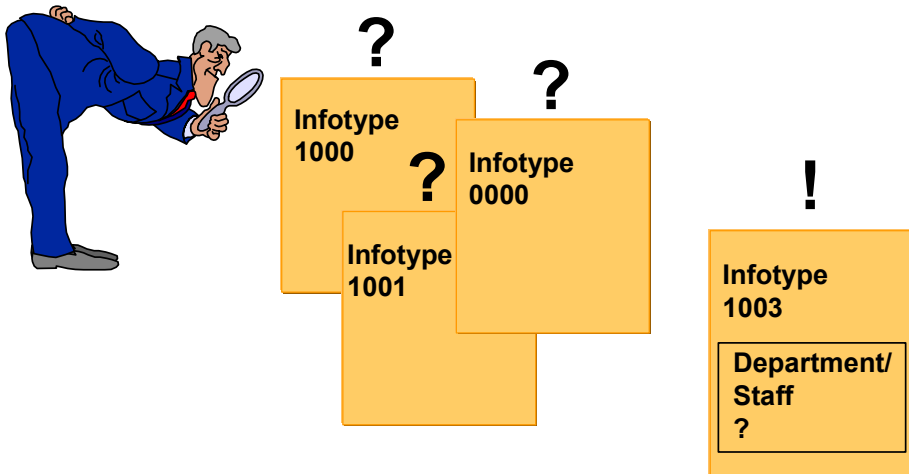 ?
Infotype
1000
?
Infotype
0000
?
Infotype
1001
!
Infotype
1003
Department/
Staff
?